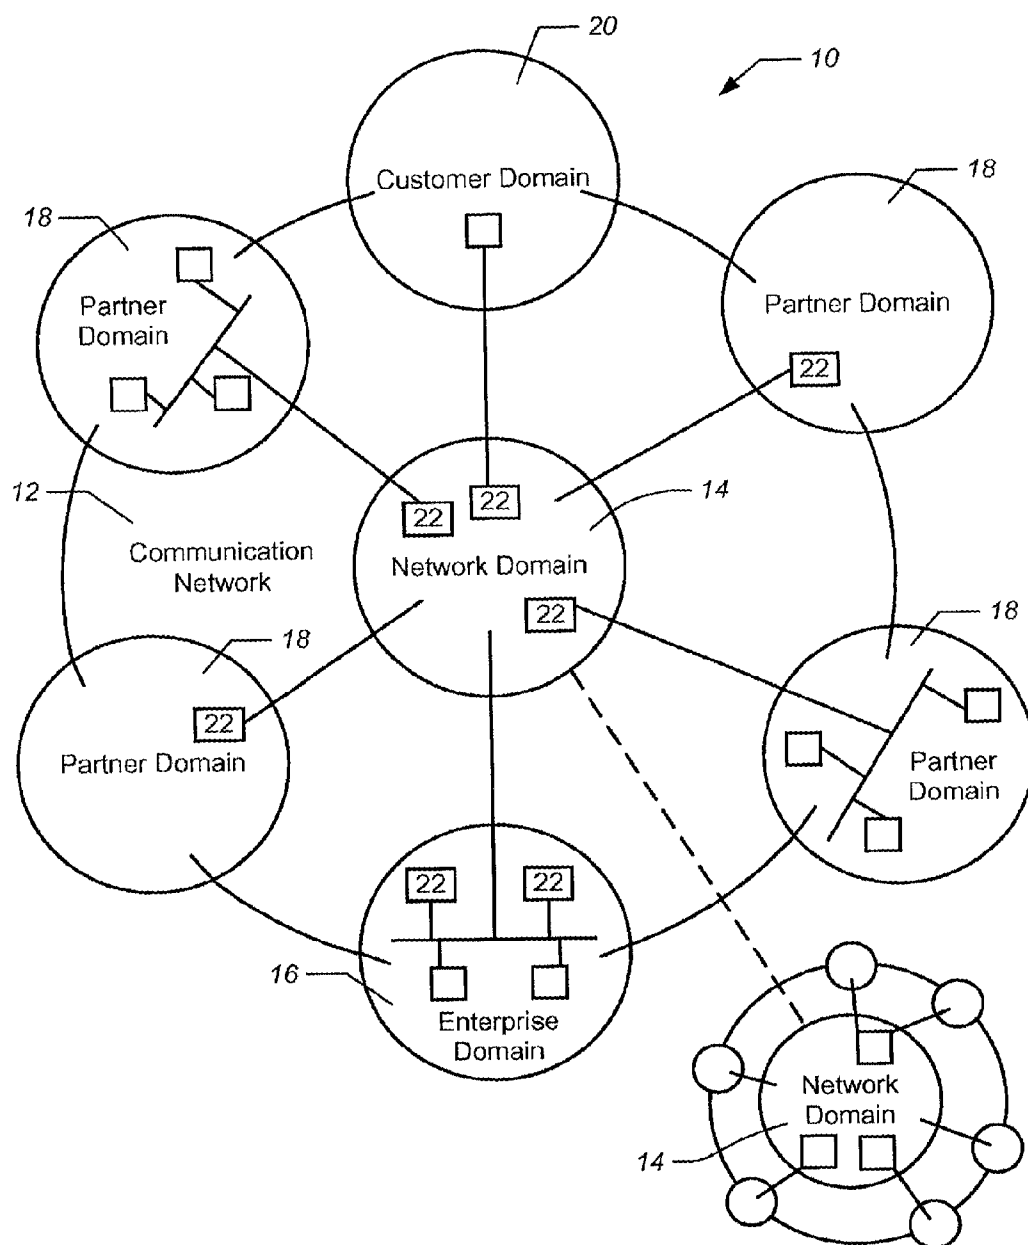 20
10
Customer Domain
18
18
Partner
Domain
Partner Domain
22
12
22
22
14
Communication
Network
Network Domain
22
18
18
22
Partner Domain
Partner
Domain
22
22
16
Enterprise
Domain
Network
Domain
14